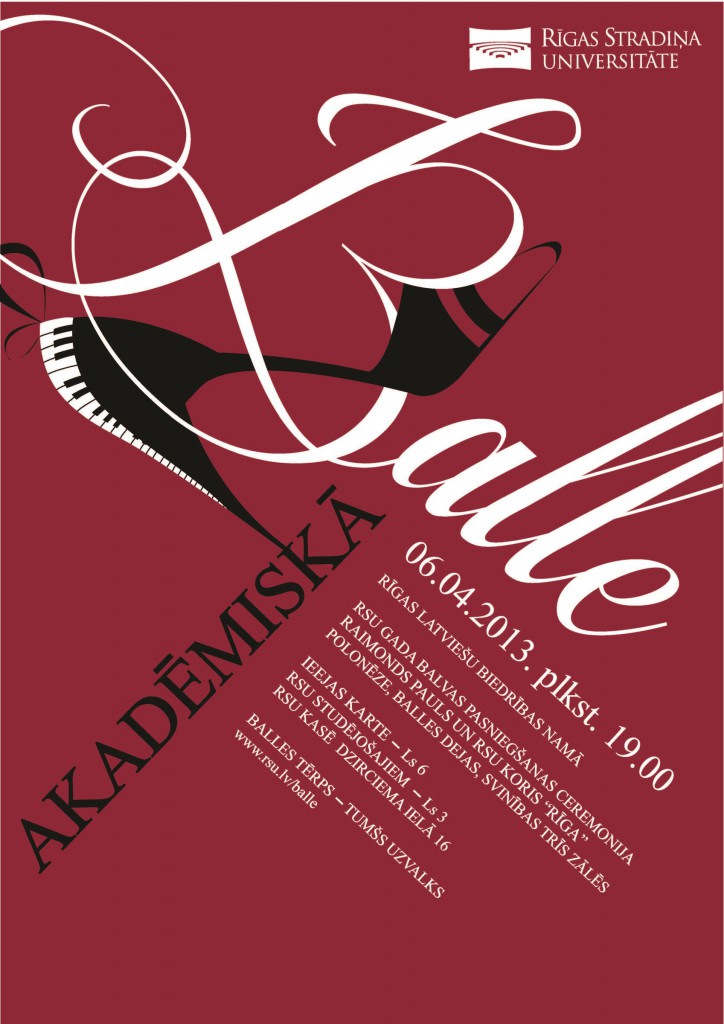 RĪGAS STRADIŅA
UNIVERSITĀTE
Balle
AKADĒMISKĀ
06.04.2013. plkst. 19.00
RĪGAS LATVIEŠU BIEDRĪBAS NAMĀ
RSU GADA BALVAS PASNIEGŠANAS CEREMONIJA
RAIMONDS PAULS UN RSU KORIS “RĪGA”
POLONĒZE, BALLES DEJAS, SVINĪBAS TRĪS ZĀLĒS
IEEJAS KARTE – Ls 6
RSU STUDĒJOŠAJIEM – Ls 3
RSU KASĒ DZIRCIEMA IELĀ 16
BALLES TĒRPS – TUMŠS UZVALKS
www.rsu.lv/balle